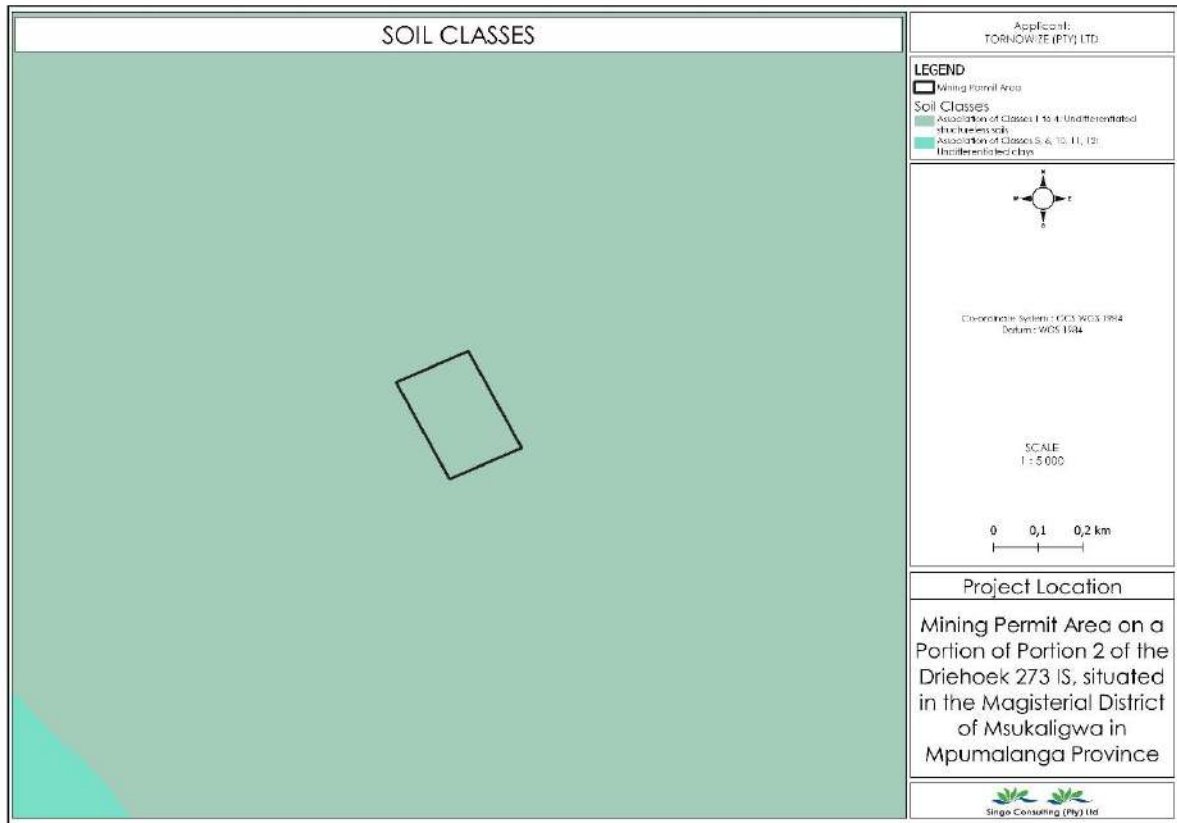 SOIL CLASSES
Applicant:
TORNOWIZE (PTY) LTD
LEGEND
Mining Permit Area
Soil Classes
Association of Classes 1 to 4: Undifferentiated
structureless soils
Association of Classes 5, 6, 10, 11, 12:
Undifferentiated clays
N
W
E
S
Co-ordinate System : GCS WGS 1984
Datum : WGS 1984
SCALE
1 : 5 000
0 0,1 0,2 km
Project Location
Mining Permit Area on a
Portion of Portion 2 of the
Driehoek 273 IS, situated
in the Magisterial District
of Msukaligwa in
Mpumalanga Province
Singo Consulting (Pty) Ltd